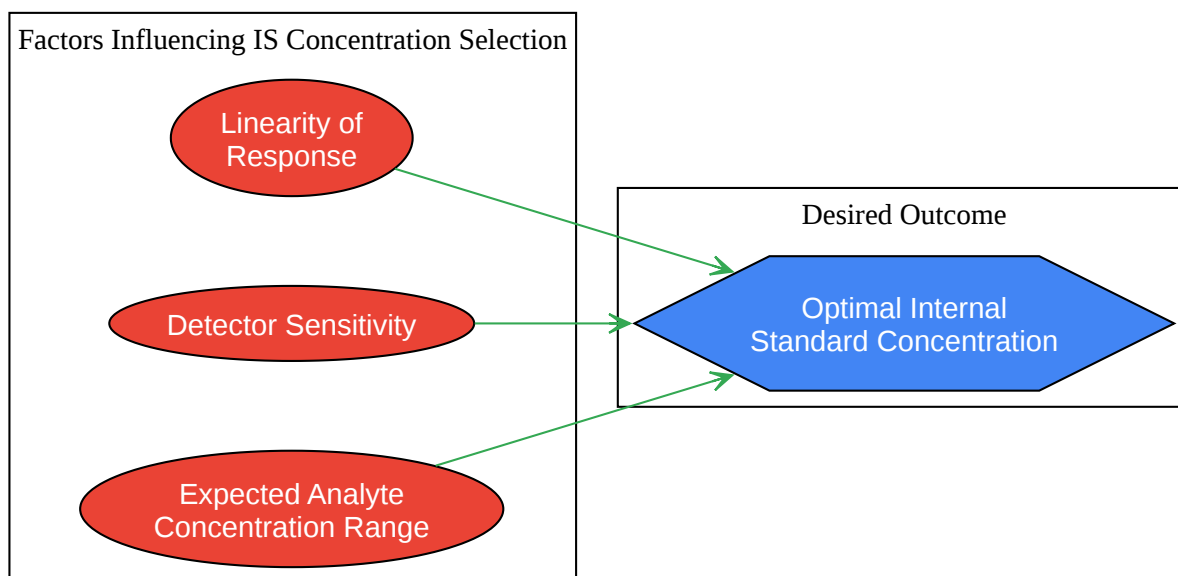 Factors Influencing IS Concentration Selection
Linearity of
Response
Detector Sensitivity
Expected Analyte
Concentration Range
Desired Outcome
Optimal Internal
Standard Concentration